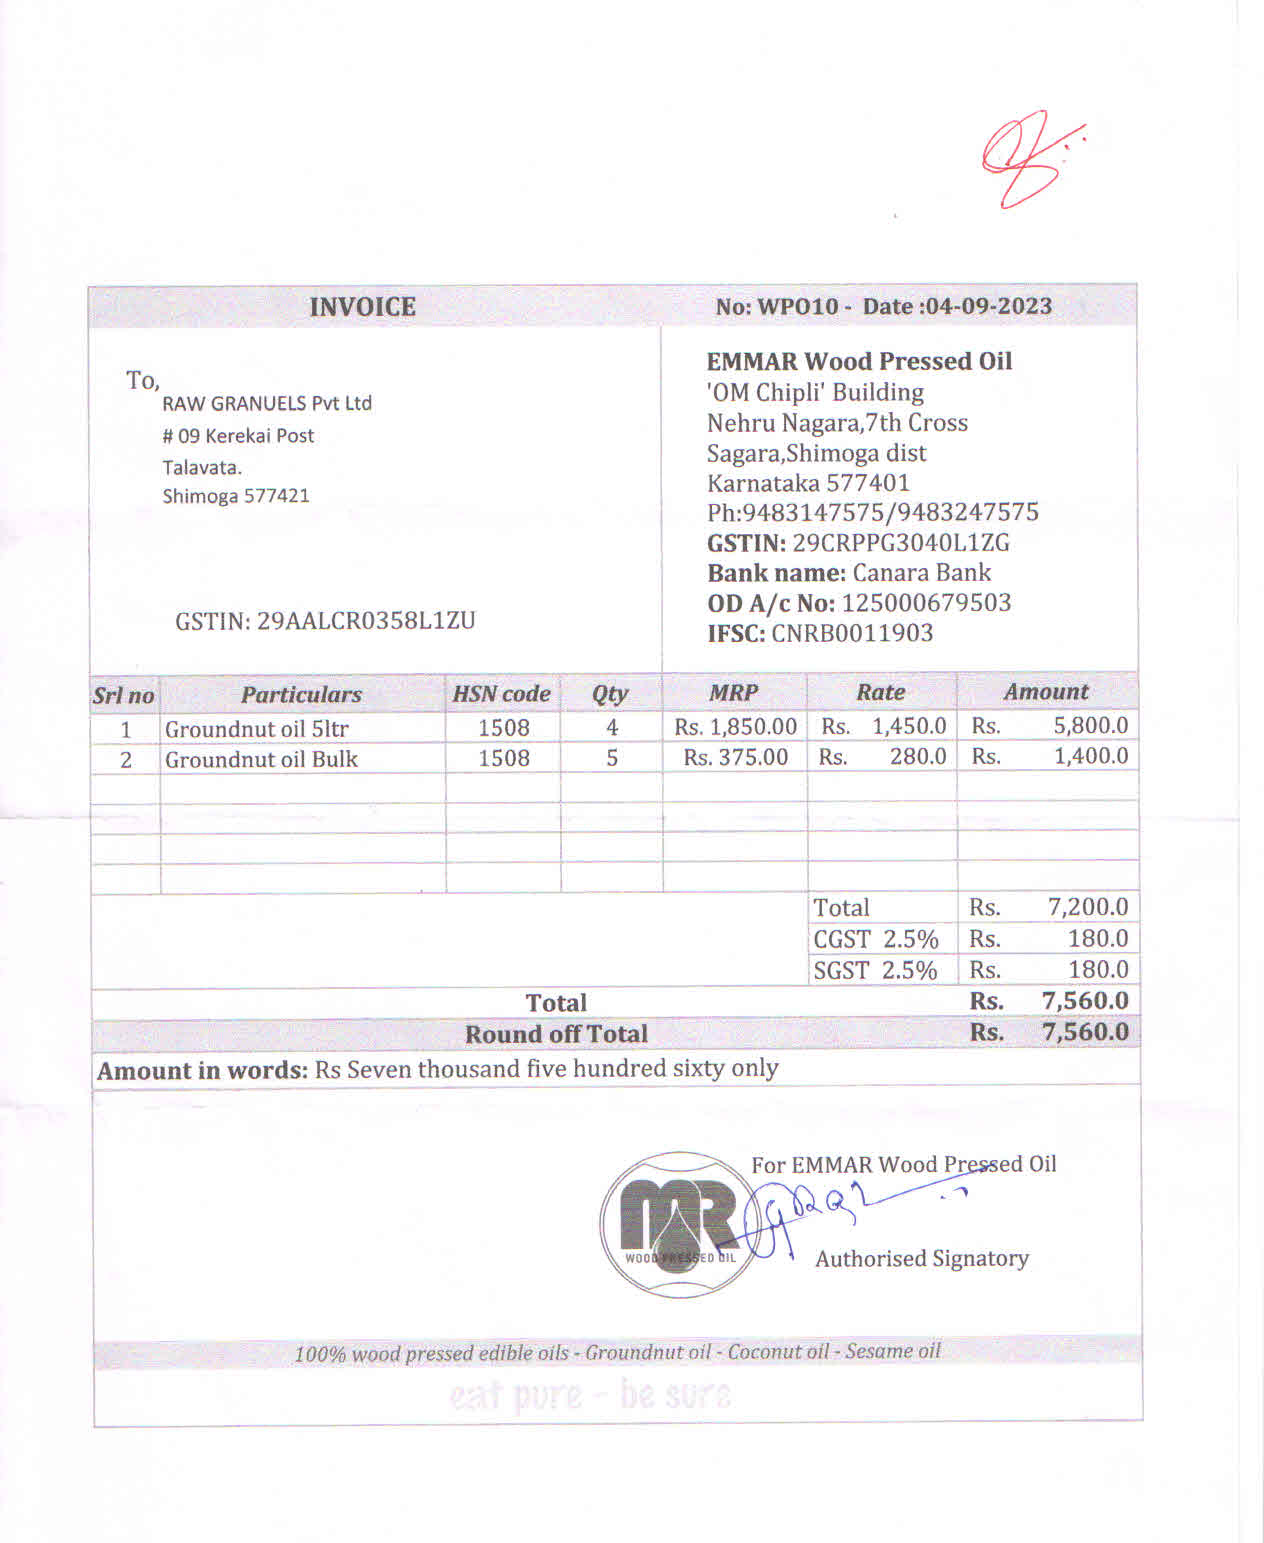 INVOICE
No: WPO10 - Date :04-09-2023
To,
RAW GRANUELS Pvt Ltd
# 09 Kerekai Post
Talavata.
Shimoga 577421
GSTIN: 29AALCR0358L1ZU
EMMAR Wood Pressed Oil
'OM Chipli' Building
Nehru Nagara,7th Cross
Sagara,Shimoga dist
Karnataka 577401
Ph:9483147575/9483247575
GSTIN: 29CRPPG3040L1ZG
Bank name: Canara Bank
OD A/c No: 125000679503
IFSC: CNRB0011903
Srl no Particulars HSN code Qty MRP Rate Amount
1 Groundnut oil 5ltr 1508 4 Rs. 1,850.00 Rs. 1,450.0 Rs. 5,800.0
2 Groundnut oil Bulk 1508 5 Rs. 375.00 Rs. 280.0 Rs. 1,400.0
Total Rs. 7,200.0
CGST 2.5% Rs. 180.0
SGST 2.5% Rs. 180.0
Total Rs. 7,560.0
Round off Total Rs. 7,560.0
Amount in words: Rs Seven thousand five hundred sixty only
For EMMAR Wood Pressed Oil
MR
WOOD PRESSED OIL
Authorised Signatory
100% wood pressed edible oils - Groundnut oil - Coconut oil - Sesame oil
eat pure - be sure